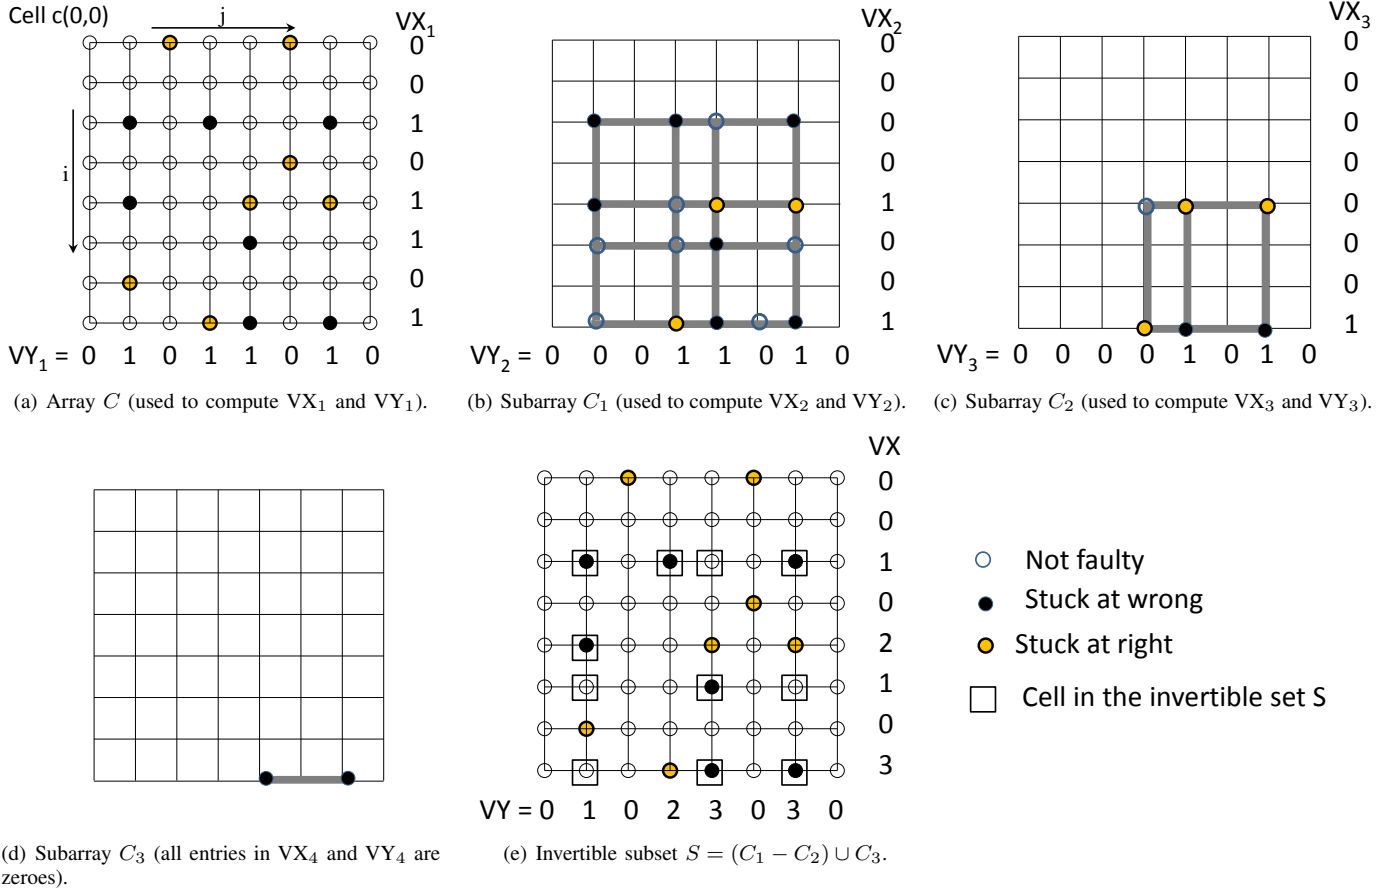 Cell c(0,0)
j
i
VX1
0
0
1
0
1
1
0
1
VY1 = 0 1 0 1 1 0 1 0
(a) Array C (used to compute VX1 and VY1).
VX2
0
0
0
0
1
0
0
1
VY2 = 0 0 0 1 1 0 1 0
(b) Subarray C1 (used to compute VX2 and VY2).
VX3
0
0
0
0
0
0
0
1
VY3 = 0 0 0 0 1 0 1 0
(c) Subarray C2 (used to compute VX3 and VY3).
(d) Subarray C3 (all entries in VX4 and VY4 are
zeroes).
VX
0
0
1
0
2
1
0
3
VY = 0 1 0 2 3 0 3 0
(e) Invertible subset S = (C1 − C2) ∪ C3.
Not faulty
Stuck at wrong
Stuck at right
Cell in the invertible set S